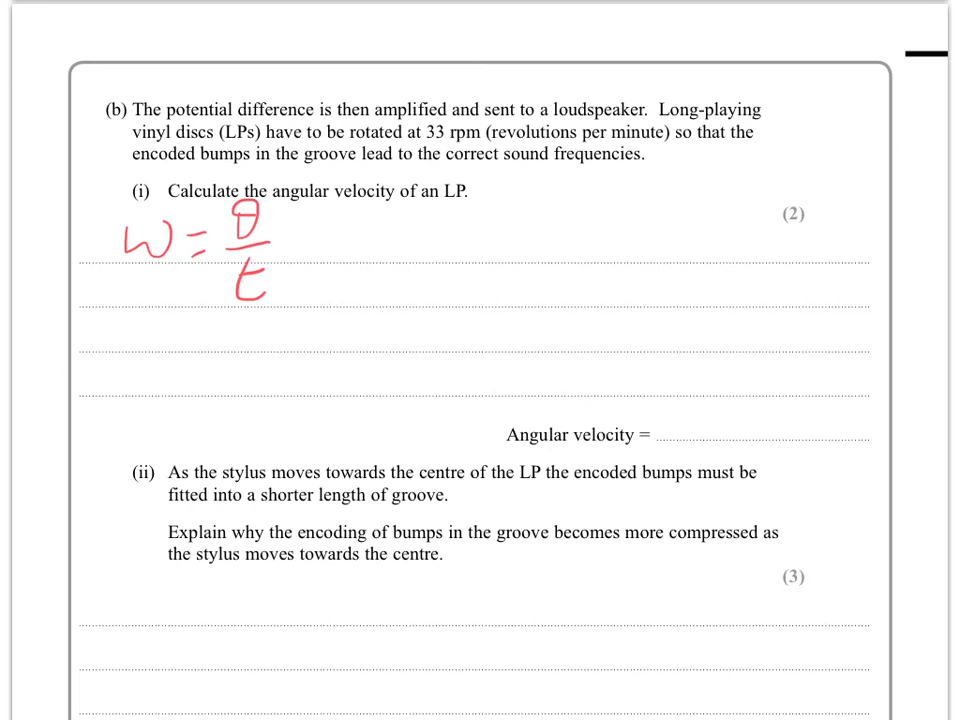 (b) The potential difference is then amplified and sent to a loudspeaker. Long-playing
vinyl discs (LPs) have to be rotated at 33 rpm (revolutions per minute) so that the
encoded bumps in the groove lead to the correct sound frequencies.
(i) Calculate the angular velocity of an LP.
(2)
ω = θ/t
Angular velocity =
(ii) As the stylus moves towards the centre of the LP the encoded bumps must be
fitted into a shorter length of groove.
Explain why the encoding of bumps in the groove becomes more compressed as
the stylus moves towards the centre.
(3)